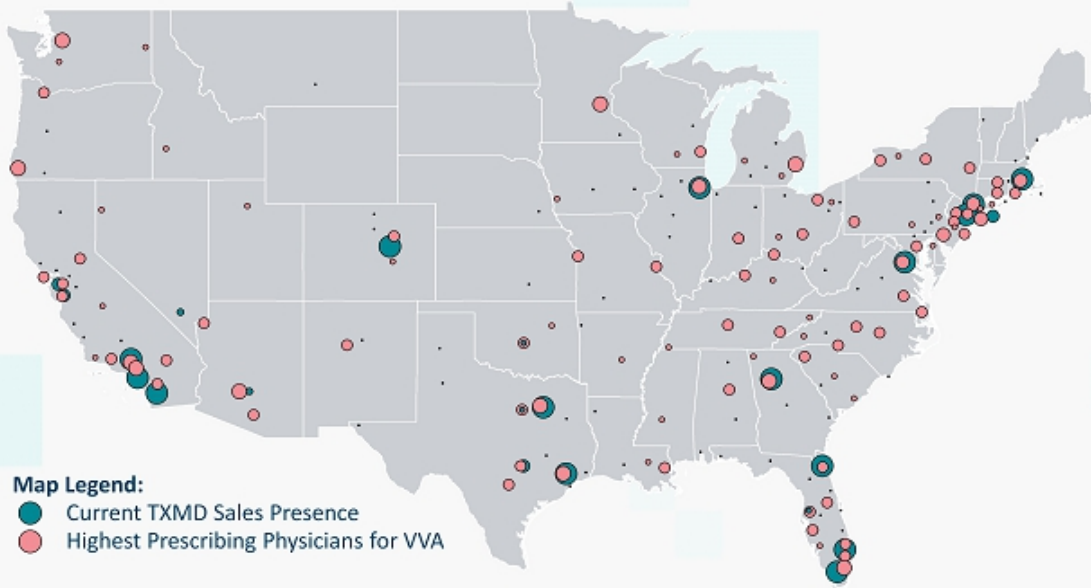 Map Legend:
Current TXMD Sales Presence
Highest Prescribing Physicians for VVA